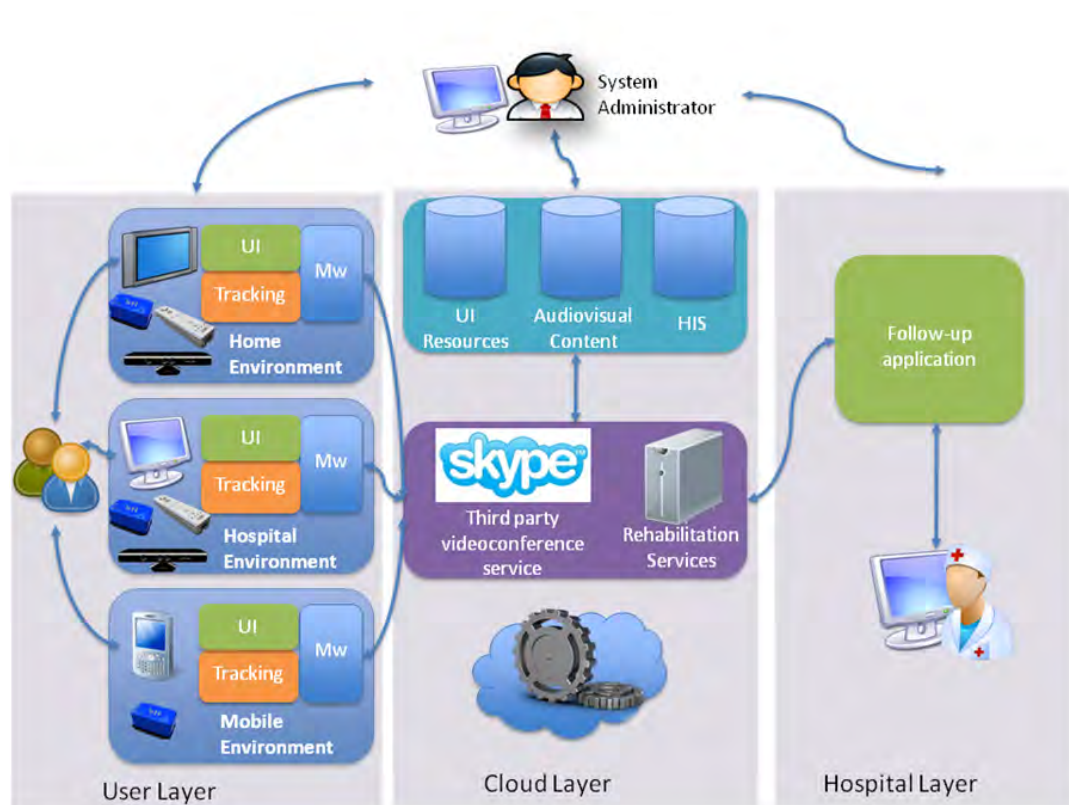 System
Administrator
UI
Mw
Tracking
Home
Environment
UI
Mw
Tracking
Hospital
Environment
UI
Mw
Tracking
Mobile
Environment
User Layer
UI
Resources
Audiovisual
Content
HIS
skype™
Third party
videoconference
service
Rehabilitation
Services
Cloud Layer
Follow-up
application
Hospital Layer